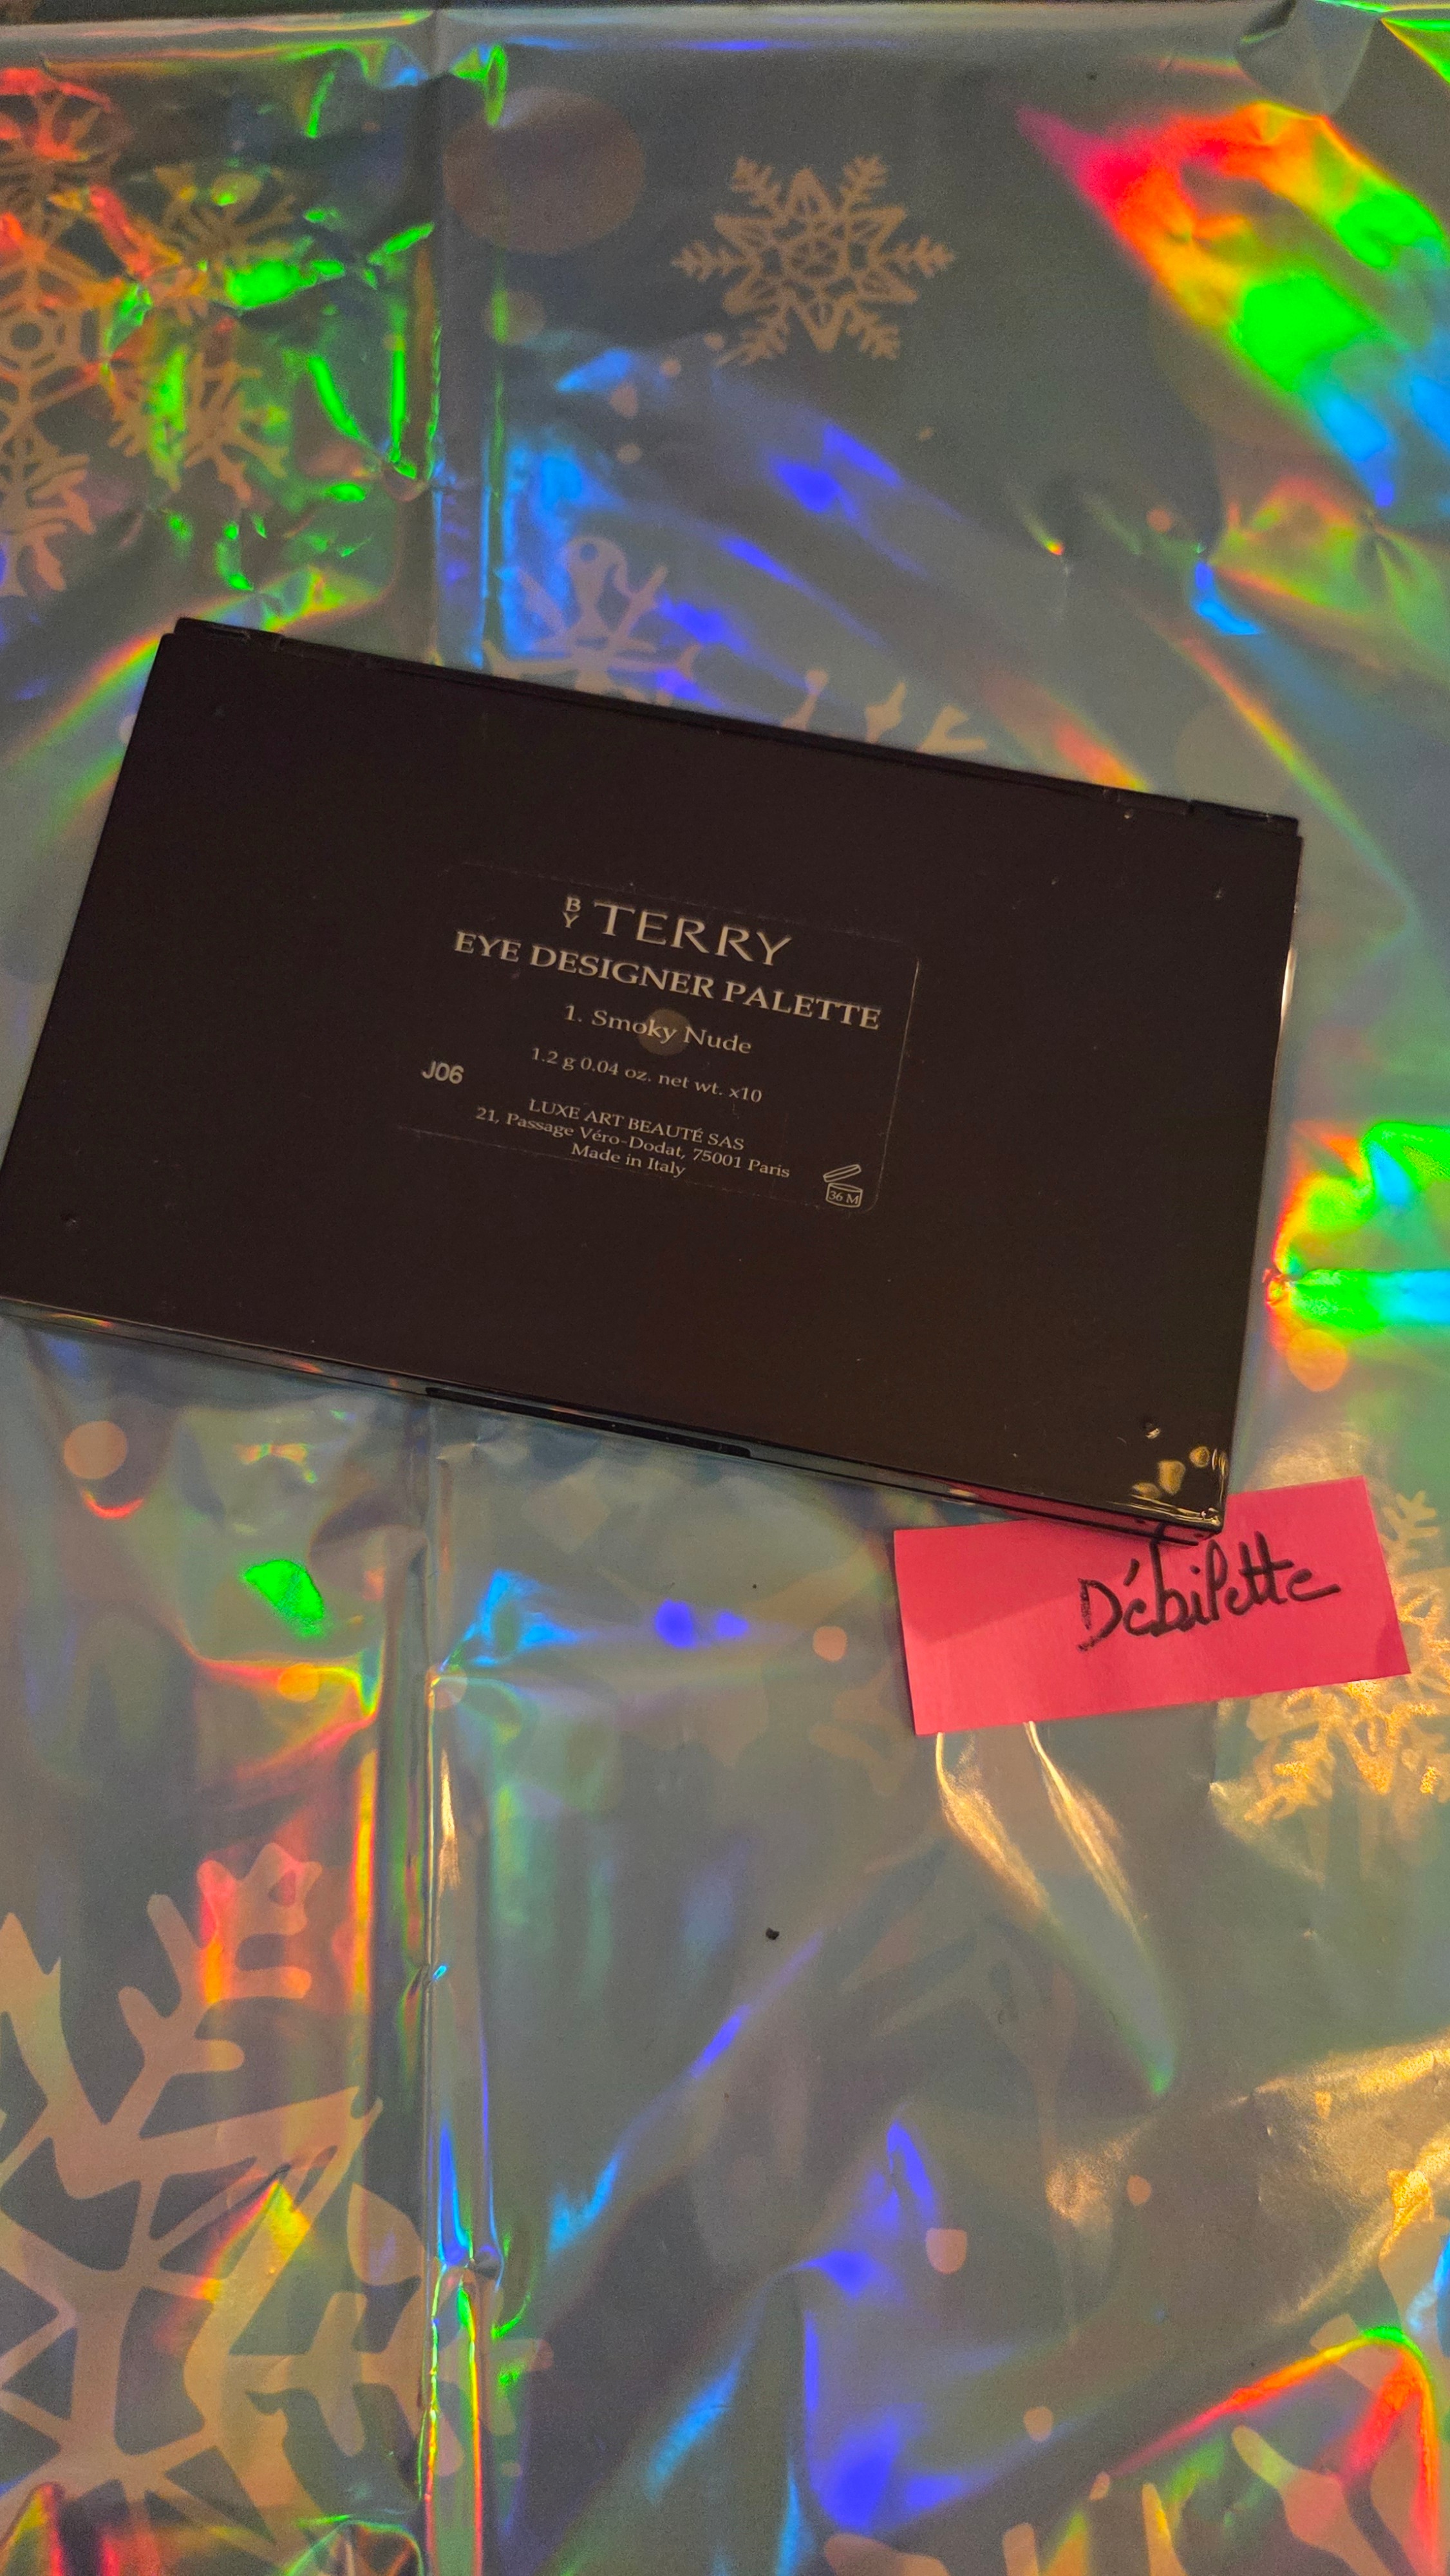 BY TERRY
EYE DESIGNER PALETTE
1. Smoky Nude
1.2 g 0.04 oz. net wt. x10
J06
LUXE ART BEAUTÉ SAS
21, Passage Véro-Dodat, 75001 Paris
Made in Italy
36 M
Débilette